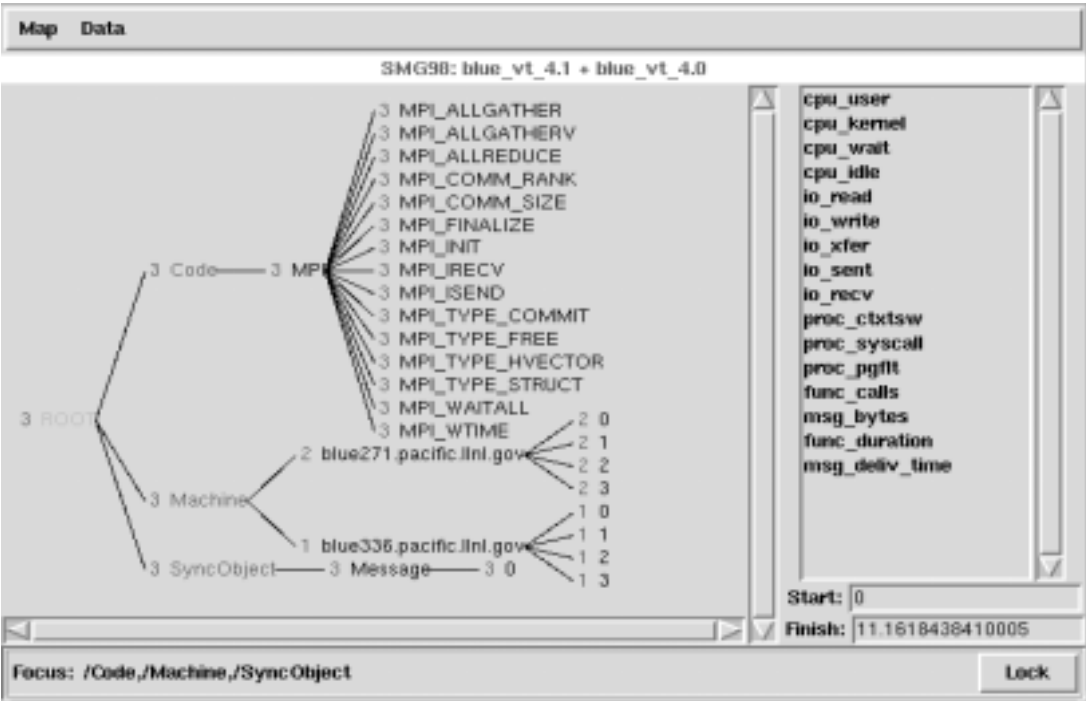 Map Data
SMG98: blue_vt_4.1 + blue_vt_4.0
3 MPI_ALLGATHER
3 MPI_ALLGATHERV
3 MPI_ALLREDUCE
3 MPI_COMM_RANK
3 MPI_COMM_SIZE
3 MPI_FINALIZE
3 MPI_INIT
3 Code 3 MPI 3 MPI_IRECV
3 MPI_ISEND
3 MPI_TYPE_COMMIT
3 MPI_TYPE_FREE
3 MPI_TYPE_HVECTOR
3 MPI_TYPE_STRUCT
3 MPI_WAITALL
3 ROOT 2 0
3 MPI_WTIME
2 1
2 blue271.pacific.llnl.gov
2 2
2 3
3 Machine
1 0
1 1
1 blue336.pacific.llnl.gov
1 2
3 SyncObject 3 Message 3 0
1 3
cpu_user
cpu_kernel
cpu_wait
cpu_idle
io_read
io_write
io_xfer
io_sent
io_recv
proc_ctxtsw
proc_syscall
proc_pgflt
func_calls
msg_bytes
func_duration
msg_deliv_time
Start: 0
Finish: 11.1618438410005
Focus: /Code,/Machine,/SyncObject Lock